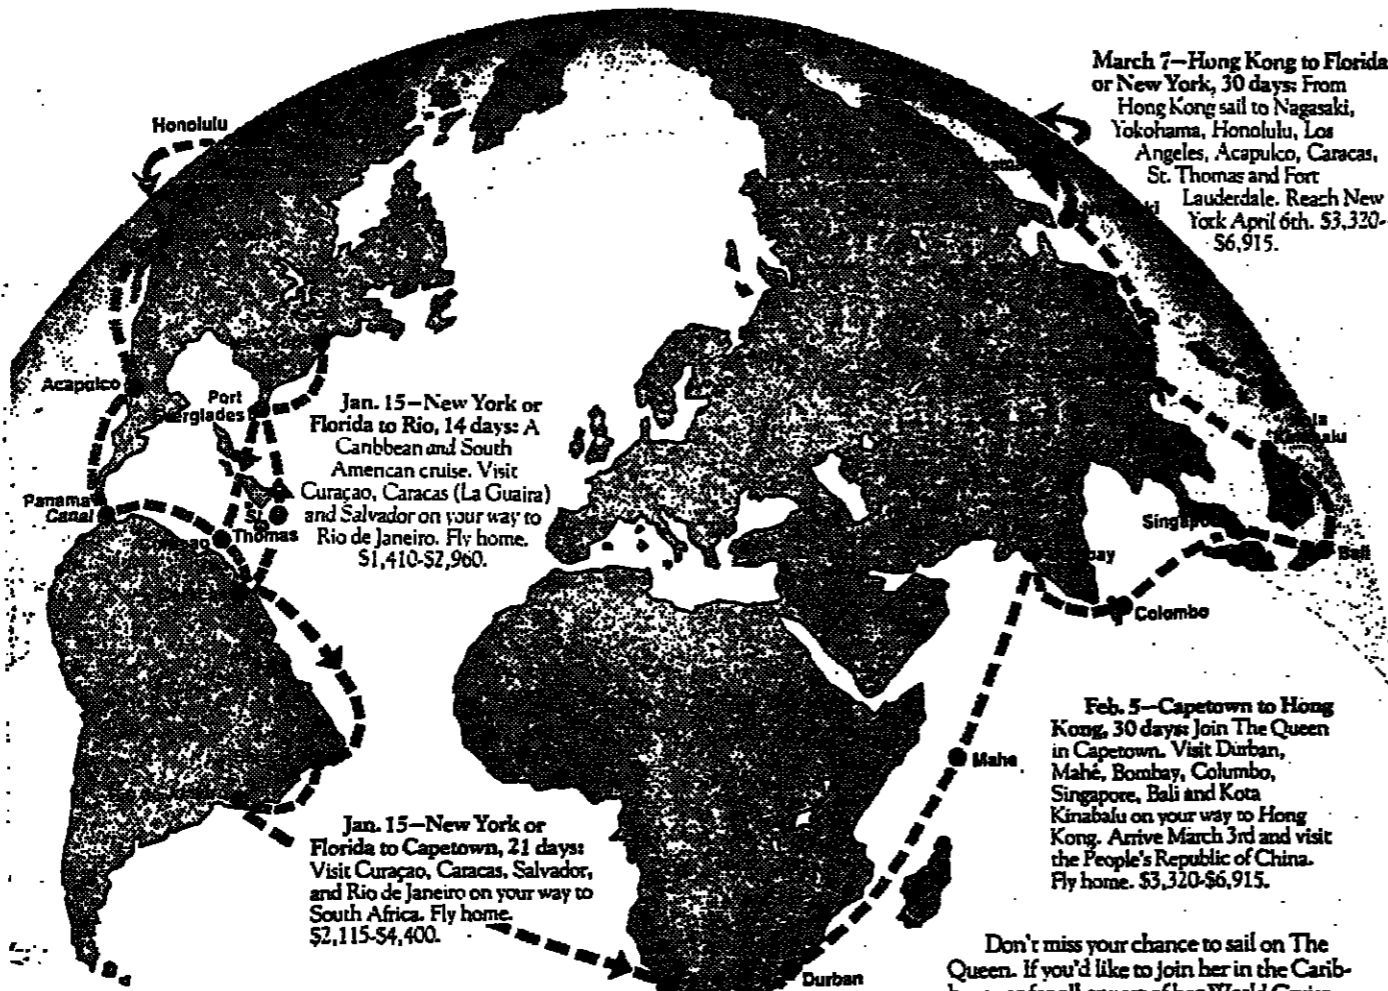 March 7—Hong Kong to Florida
or New York, 30 days: From
Hong Kong sail to Nagasaki,
Yokohama, Honolulu, Los
Angeles, Acapulco, Caracas,
St. Thomas and Fort
Lauderdale. Reach New
York April 6th. $3,320-
$6,915.
Honolulu
Acapulco
Port
Everglades
Jan. 15—New York or
Florida to Rio, 14 days: A
Caribbean and South
American cruise. Visit
Curaçao, Caracas (La Guaira)
and Salvador on your way to
Rio de Janeiro. Fly home.
$1,410-$2,960.
Panama
Canal
St.
Thomas
Singapo
Bali
Colombo
Mahe
Feb. 5—Capetown to Hong
Kong, 30 days: Join The Queen
in Capetown. Visit Durban,
Mahé, Bombay, Columbo,
Singapore, Bali and Kota
Kinabalu on your way to Hong
Kong. Arrive March 3rd and visit
the People's Republic of China.
Fly home. $3,320-$6,915.
Jan. 15—New York or
Florida to Capetown, 21 days:
Visit Curaçao, Caracas, Salvador,
and Rio de Janeiro on your way to
South Africa. Fly home.
$2,115-$4,400.
Durban
Don't miss your chance to sail on The
Queen. If you'd like to join her in the Carib-